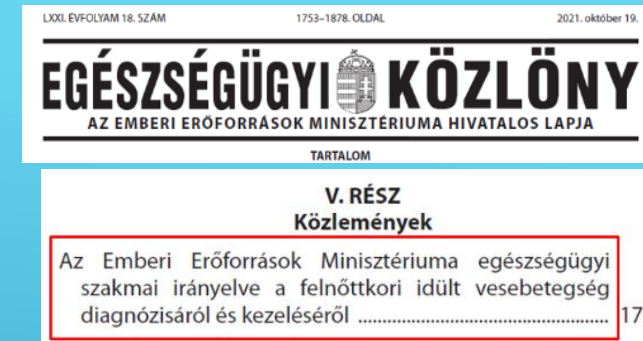 LXXI. ÉVFOLYAM 18. SZÁM 1753–1878. OLDAL 2021. október 19.
EGÉSZSÉGÜGYI KÖZLÖNY
AZ EMBERI ERŐFORRÁSOK MINISZTÉRIUMA HIVATALOS LAPJA
TARTALOM
V. RÉSZ
Közlemények
Az Emberi Erőforrások Minisztériuma egészségügyi
szakmai irányelve a felnőttkori idült vesebetegség
diagnózisáról és kezeléséről ................................................ 17